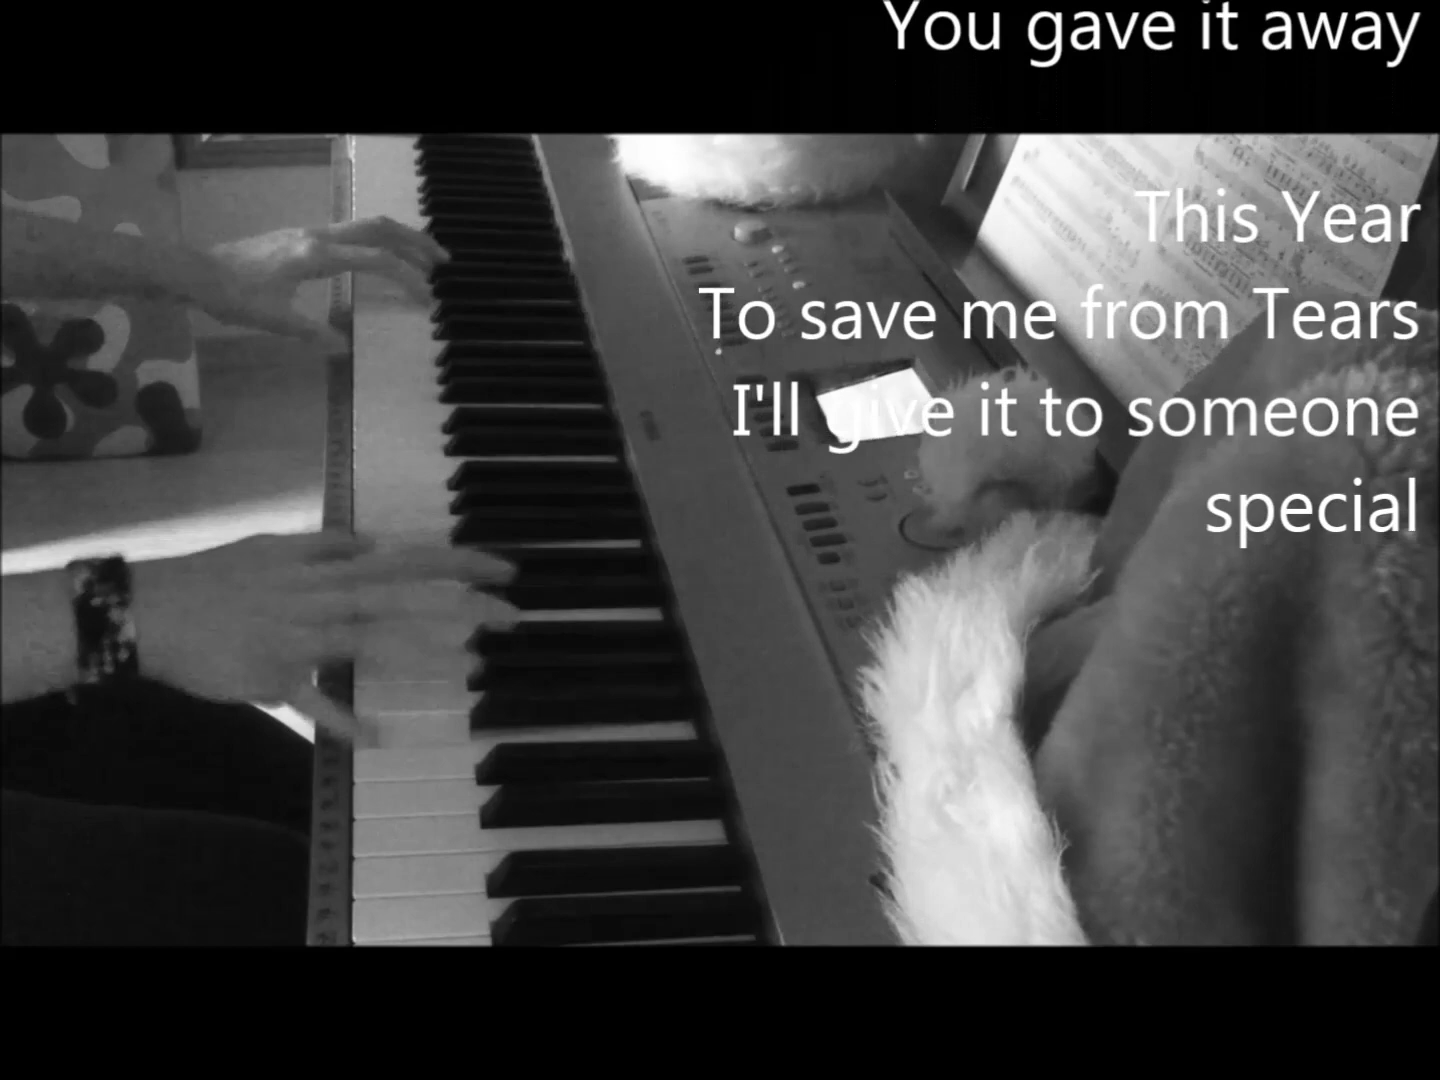 You gave it away
This Year
To save me from Tears
I'll give it to someone
special